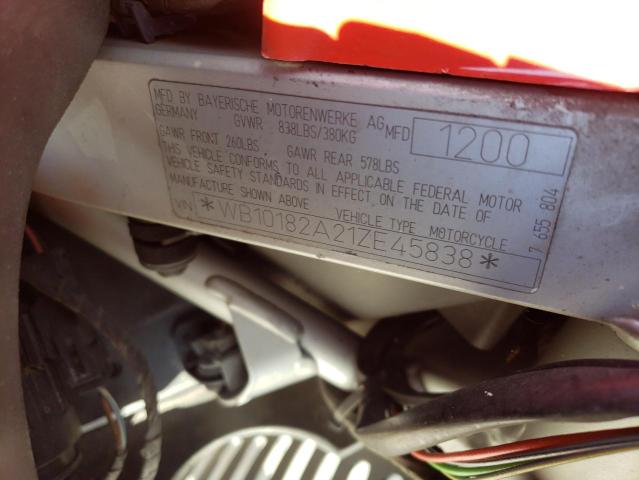 MFD BY BAYERISCHE MOTORENWERKE AG MFD 1200
GERMANY GVWR 838LBS/380KG
GAWR FRONT 260LBS GAWR REAR 578LBS
THIS VEHICLE CONFORMS TO ALL APPLICABLE FEDERAL MOTOR
VEHICLE SAFETY STANDARDS IN EFFECT ON THE DATE OF
MANUFACTURE SHOWN ABOVE VEHICLE TYPE MOTORCYCLE
VIN *WB10182A21ZE45838*
7 655 804